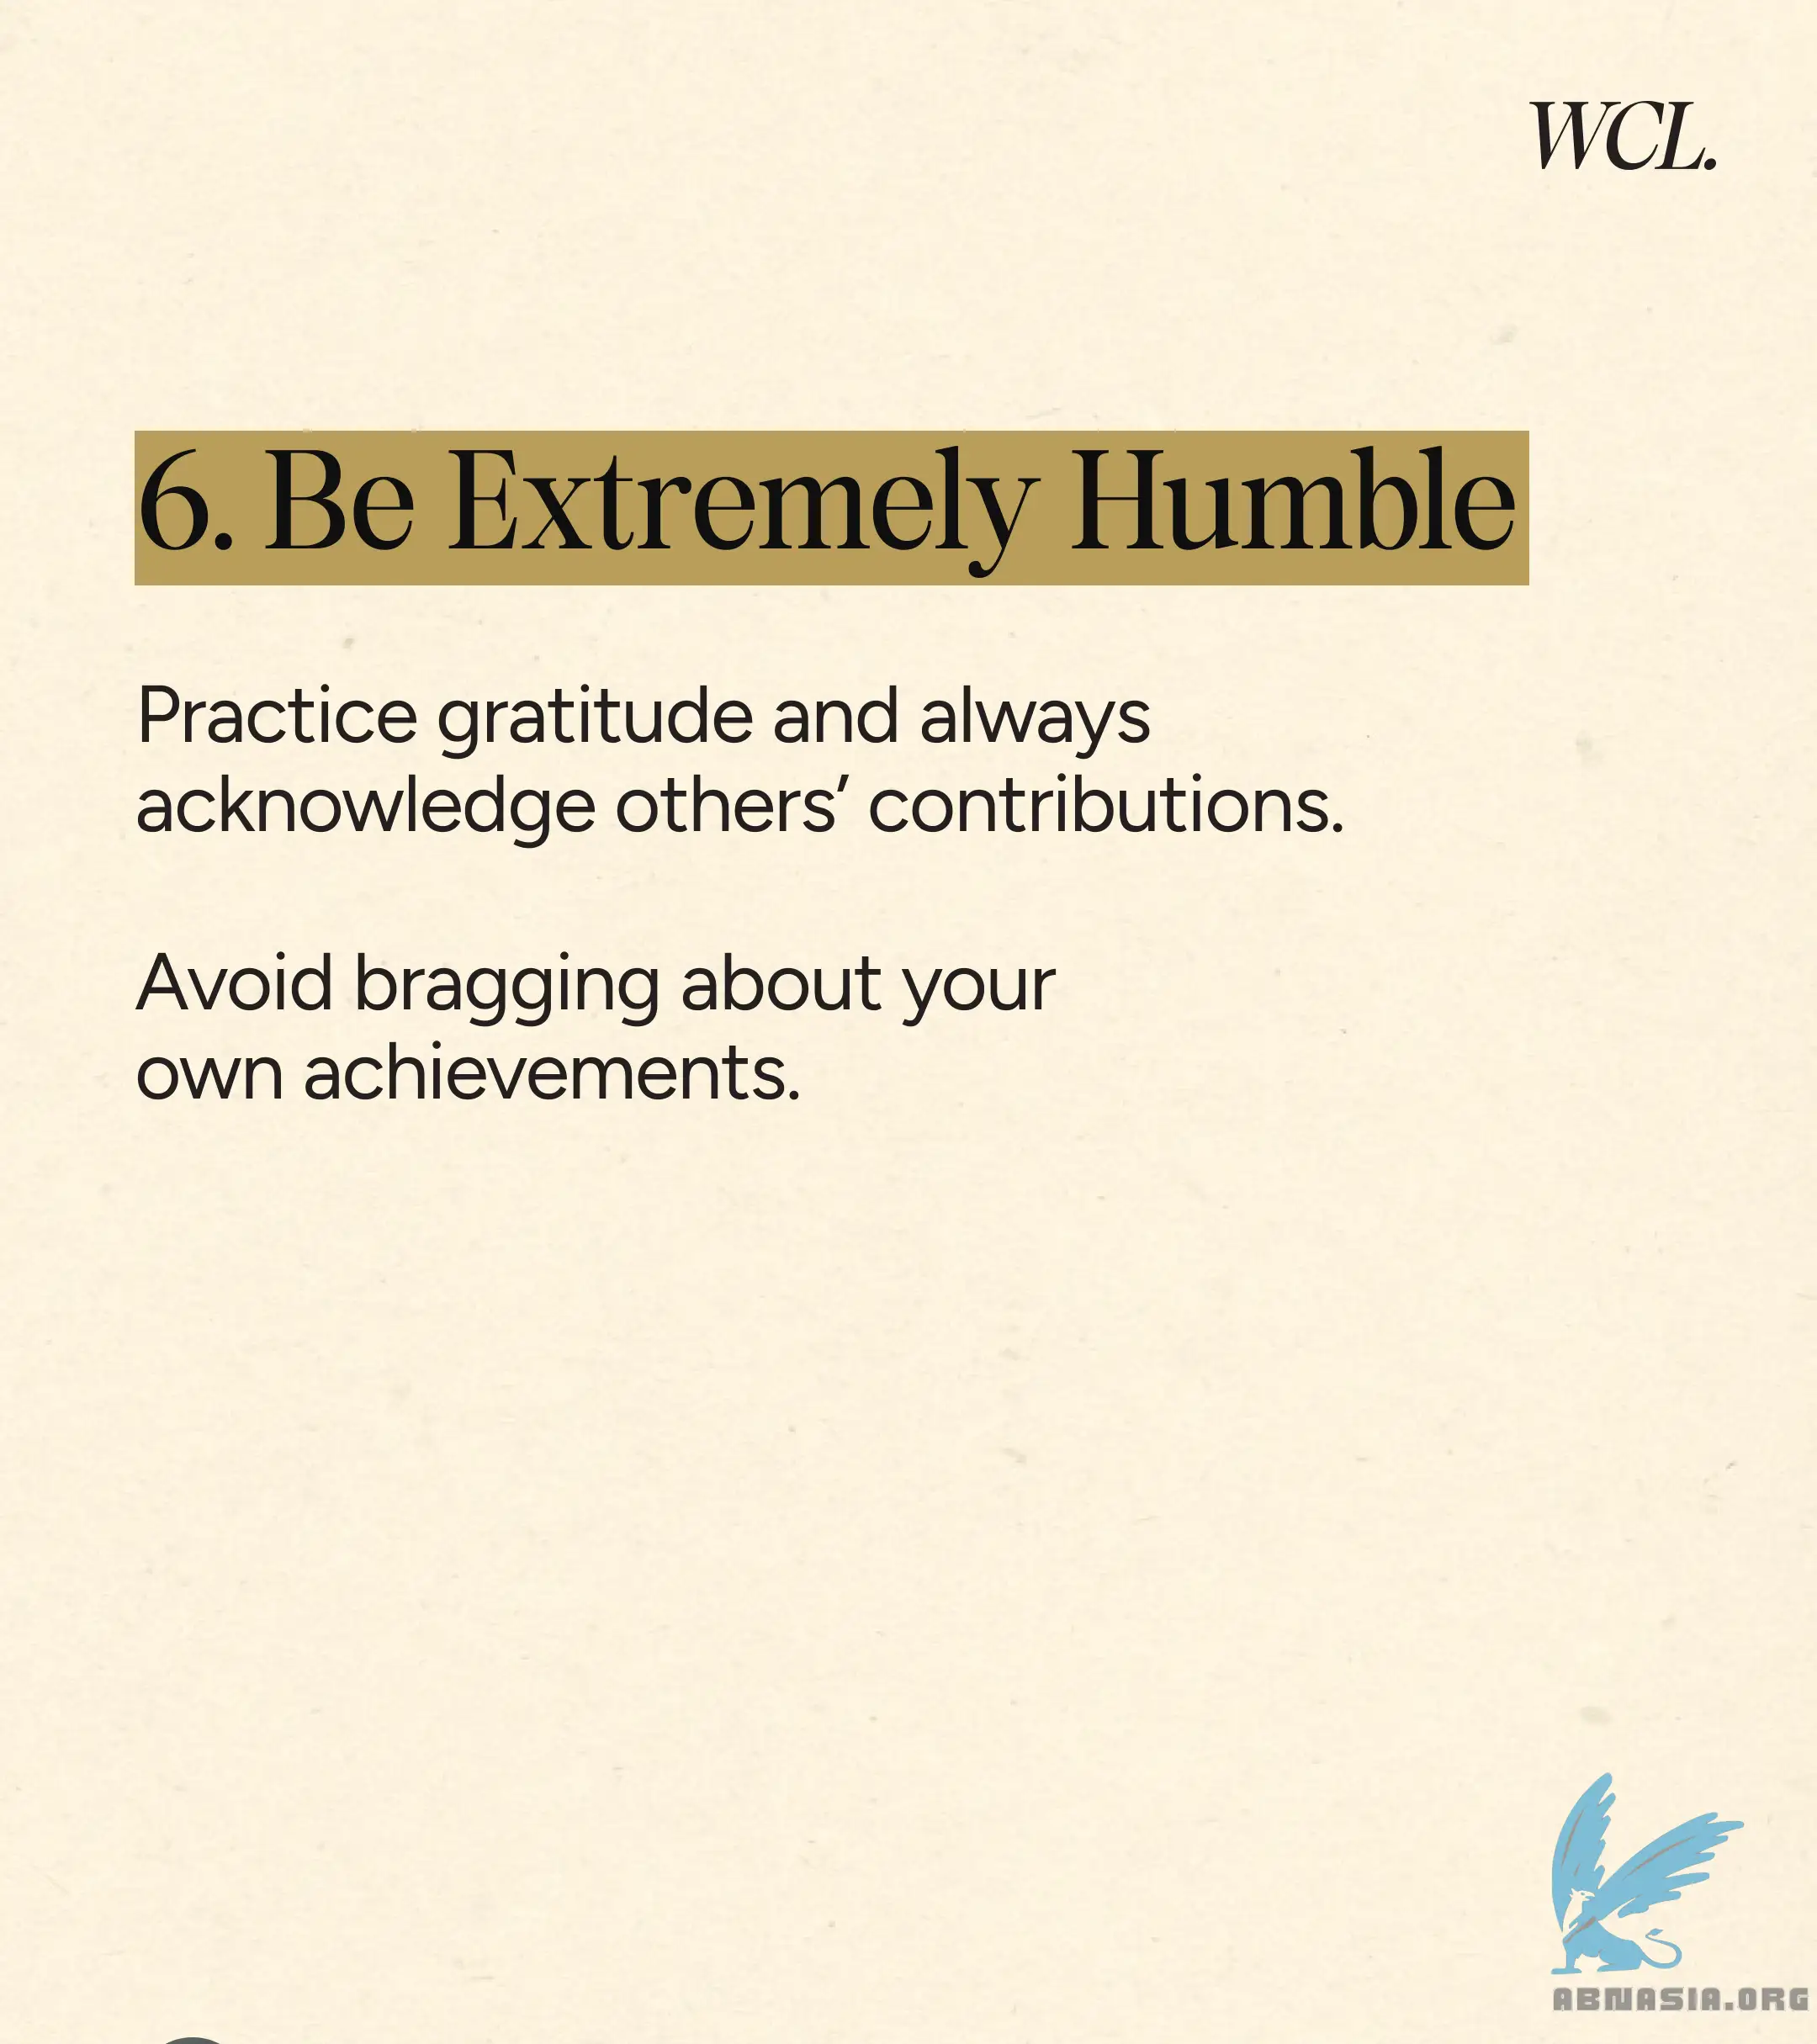 WCL.
6. Be Extremely Humble
Practice gratitude and always
acknowledge others’ contributions.
Avoid bragging about your
own achievements.
ABNASIA.ORG